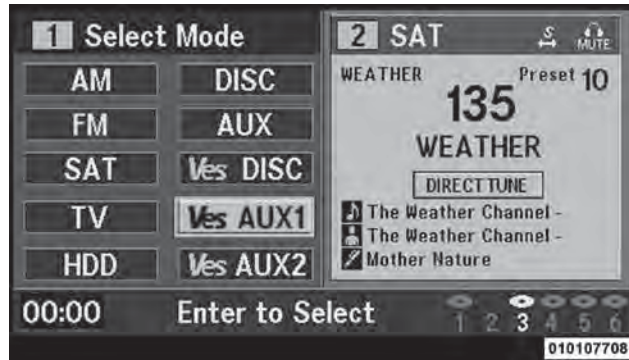 1 Select Mode
AM DISC
FM AUX
SAT Ves DISC
TV Ves AUX1
HDD Ves AUX2
2 SAT S MUTE
WEATHER Preset 10
135
WEATHER
DIRECT TUNE
The Weather Channel -
The Weather Channel -
Mother Nature
00:00 Enter to Select 1 2 3 4 5 6
010107708